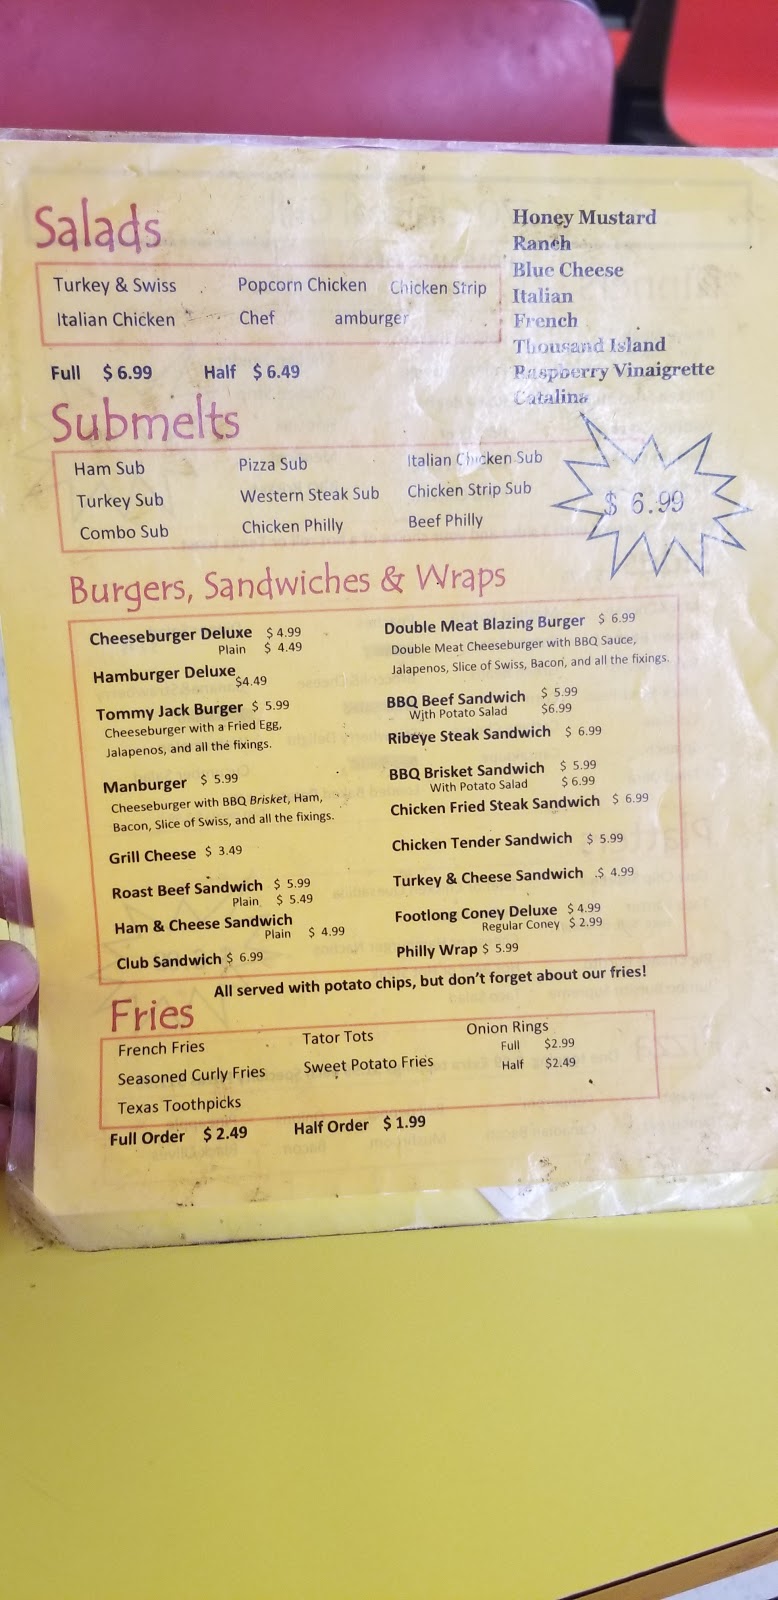 Salads
Turkey & Swiss Popcorn Chicken Chicken Strip
Italian Chicken Chef amburger
Full $ 6.99 Half $ 6.49
Honey Mustard
Ranch
Blue Cheese
Italian
French
Thousand Island
Raspberry Vinaigrette
Catalina
Submelts
Ham Sub Pizza Sub Italian Chicken Sub
Turkey Sub Western Steak Sub Chicken Strip Sub
Combo Sub Chicken Philly Beef Philly
$ 6.99
Burgers, Sandwiches & Wraps
Cheeseburger Deluxe $ 4.99
Plain $ 4.49
Hamburger Deluxe $4.49
Tommy Jack Burger $ 5.99
Cheeseburger with a Fried Egg,
Jalapenos, and all the fixings.
Manburger $ 5.99
Cheeseburger with BBQ Brisket, Ham,
Bacon, Slice of Swiss, and all the fixings.
Grill Cheese $ 3.49
Roast Beef Sandwich $ 5.99
Plain $ 5.49
Ham & Cheese Sandwich
Plain $ 4.99
Club Sandwich $ 6.99
Double Meat Blazing Burger $ 6.99
Double Meat Cheeseburger with BBQ Sauce,
Jalapenos, Slice of Swiss, Bacon, and all the fixings.
BBQ Beef Sandwich $ 5.99
With Potato Salad $6.99
Ribeye Steak Sandwich $ 6.99
BBQ Brisket Sandwich $ 5.99
With Potato Salad $ 6.99
Chicken Fried Steak Sandwich $ 6.99
Chicken Tender Sandwich $ 5.99
Turkey & Cheese Sandwich $ 4.99
Footlong Coney Deluxe $ 4.99
Regular Coney $ 2.99
Philly Wrap $ 5.99
All served with potato chips, but don't forget about our fries!
Fries
French Fries Tator Tots Onion Rings
Full $2.99
Seasoned Curly Fries Sweet Potato Fries Half $2.49
Texas Toothpicks
Full Order $ 2.49 Half Order $ 1.99